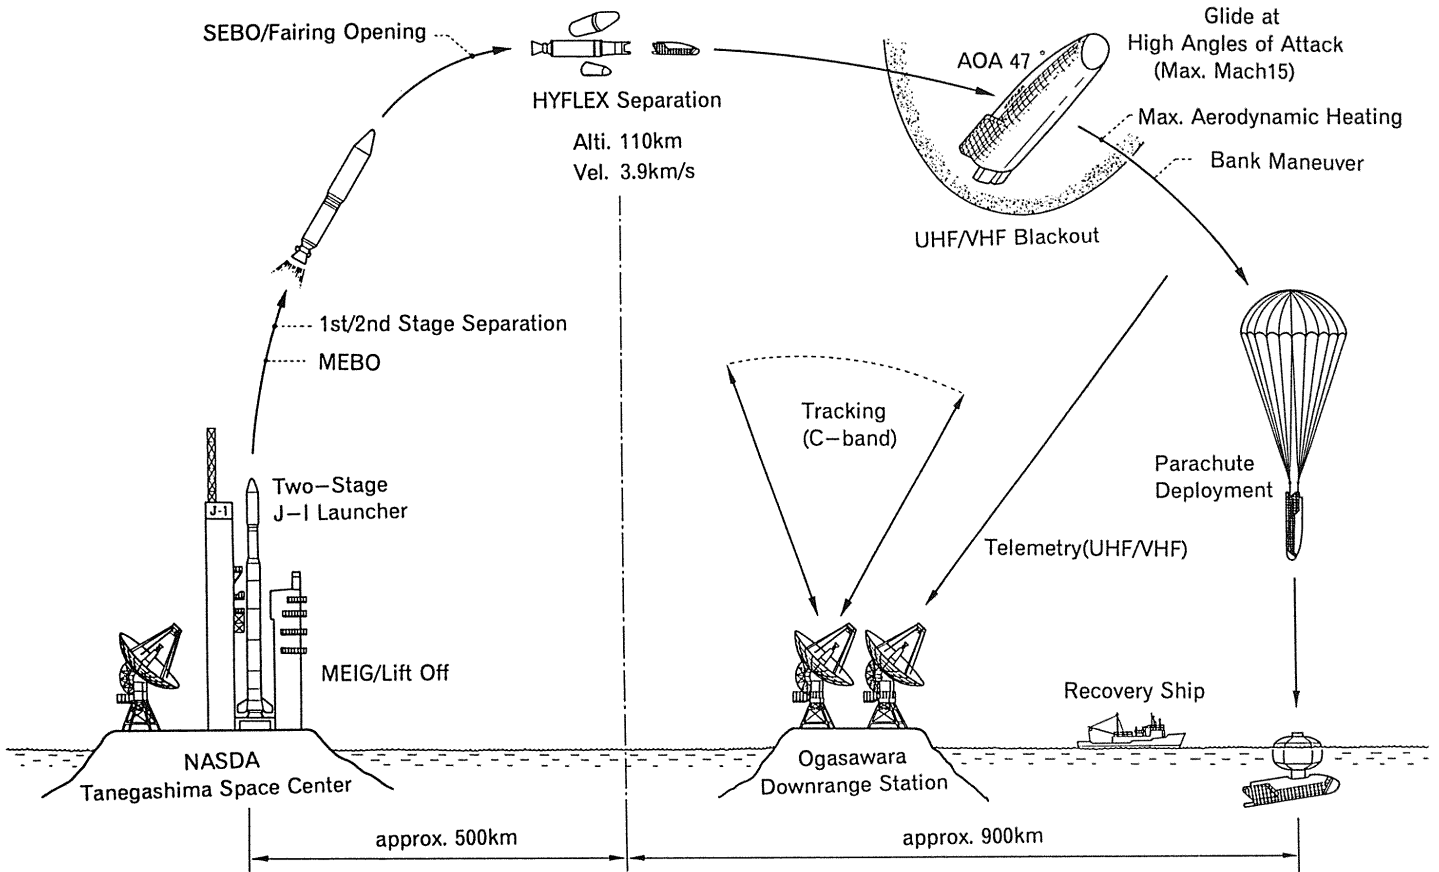 SEBO/Fairing Opening
HYFLEX Separation
Alti. 110km
Vel. 3.9km/s
Glide at
High Angles of Attack
(Max. Mach15)
AOA 47°
Max. Aerodynamic Heating
Bank Maneuver
UHF/VHF Blackout
1st/2nd Stage Separation
MEBO
Tracking
(C-band)
Two-Stage
J-I Launcher
J-1
Parachute
Deployment
Telemetry(UHF/VHF)
MEIG/Lift Off
Recovery Ship
NASDA
Tanegashima Space Center
Ogasawara
Downrange Station
approx. 500km
approx. 900km